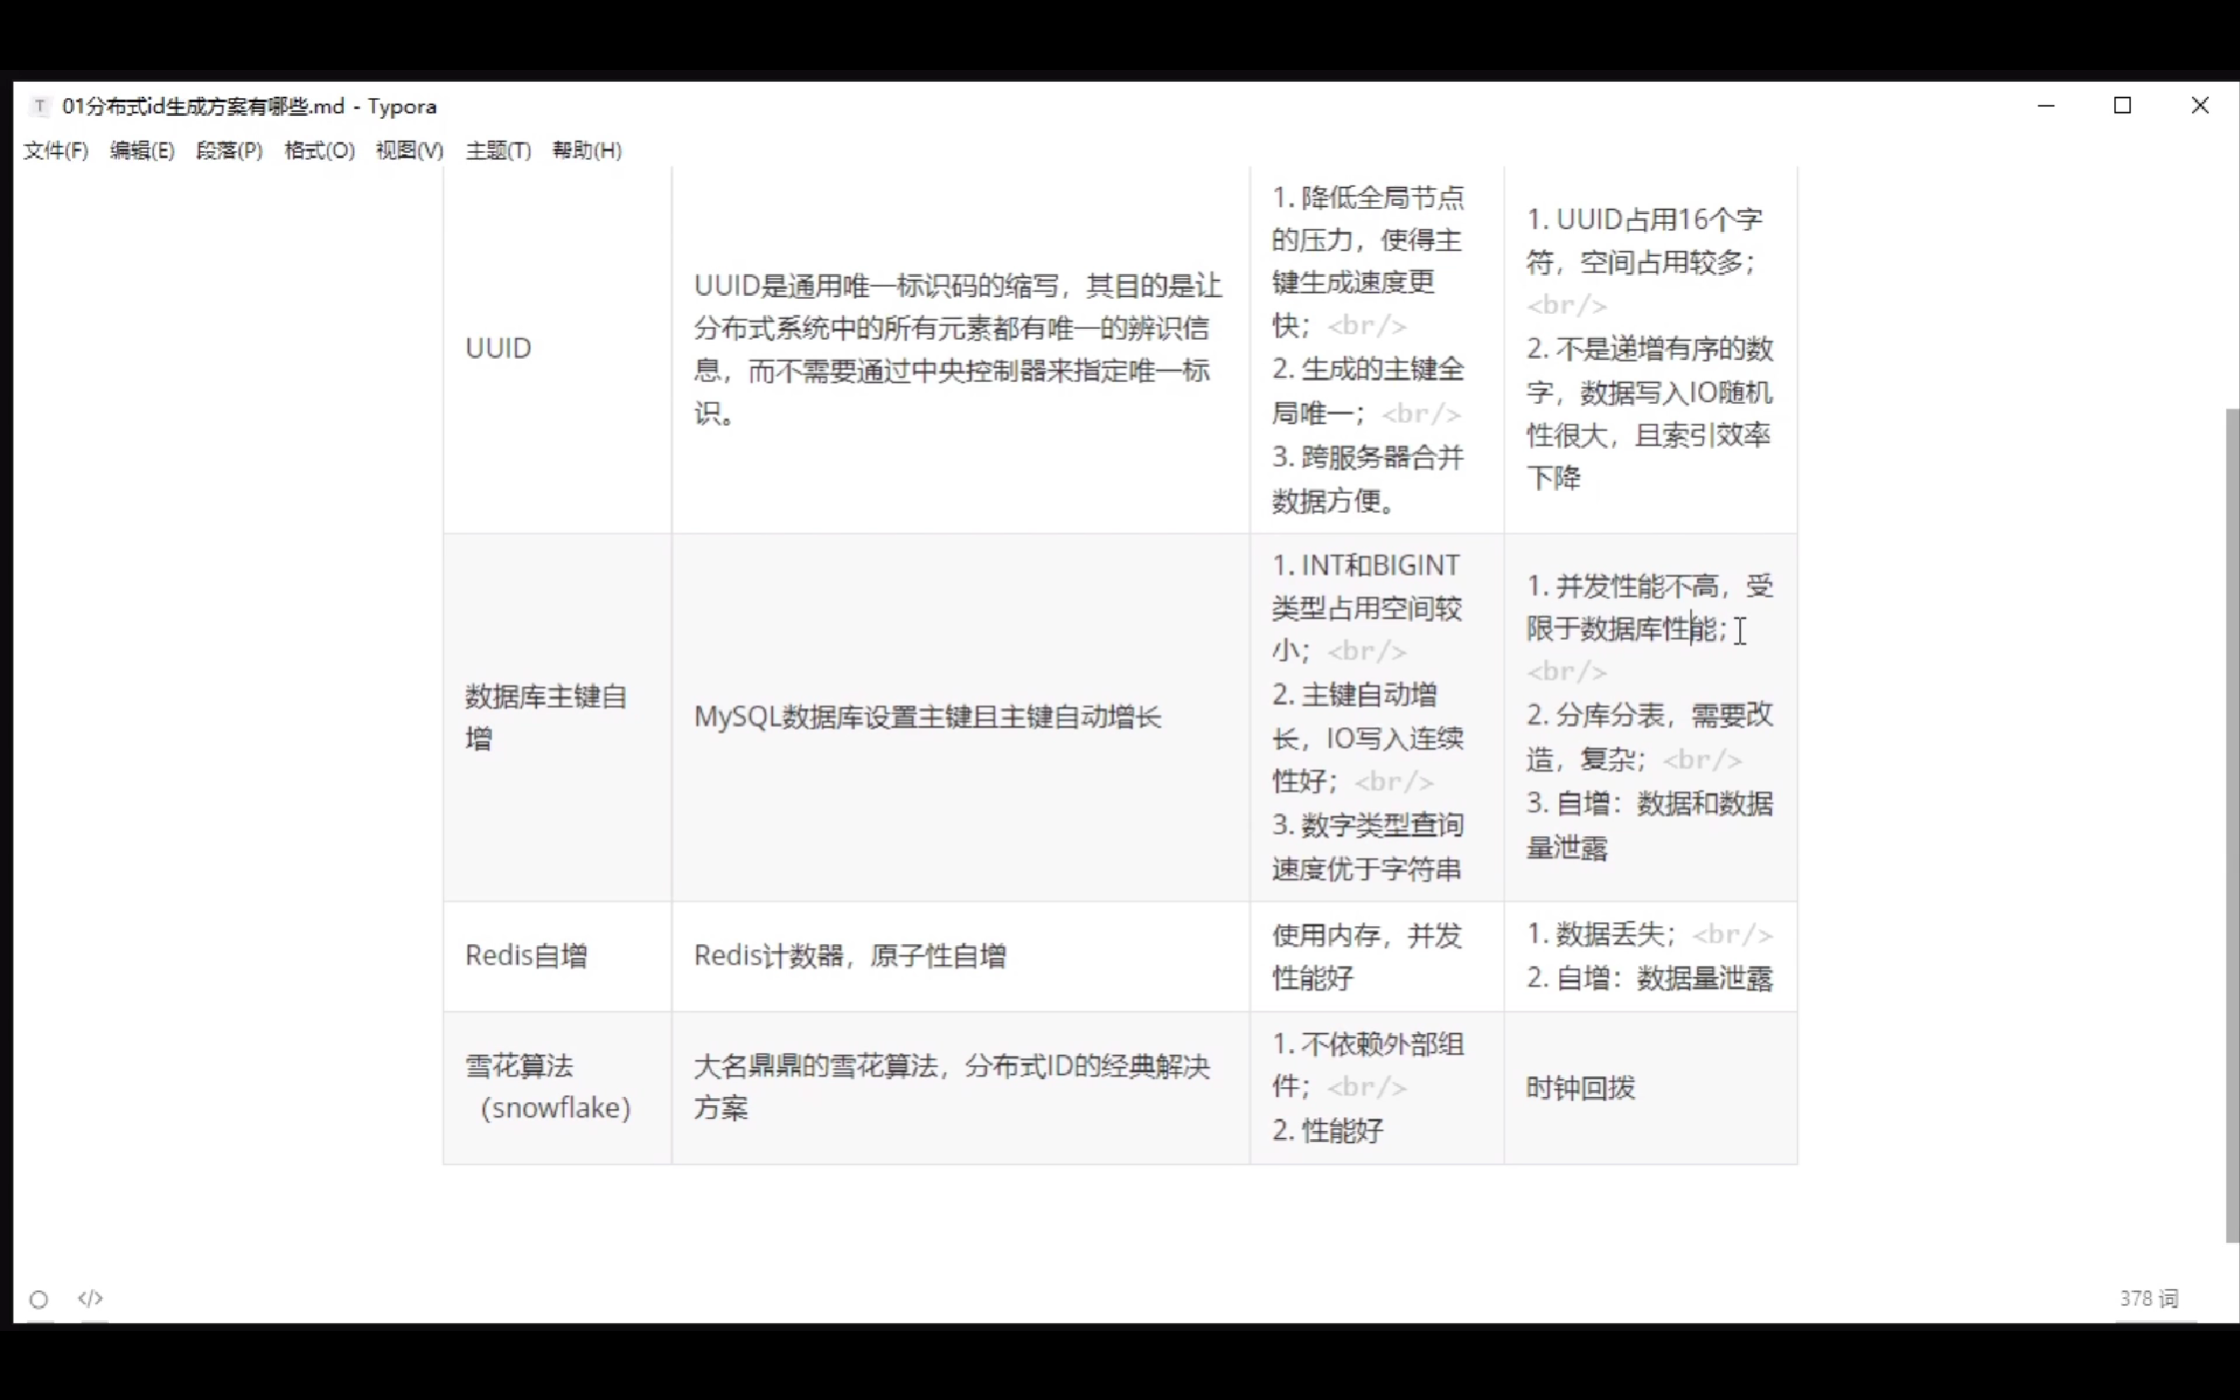 01分布式id生成方案有哪些.md - Typora
文件(F) 编辑(E) 段落(P) 格式(O) 视图(V) 主题(T) 帮助(H)
UUID
UUID是通用唯一标识码的缩写，其目的是让
分布式系统中的所有元素都有唯一的辨识信
息，而不需要通过中央控制器来指定唯一标
识。
1. 降低全局节点
的压力，使得主
键生成速度更
快；<br/>
2. 生成的主键全
局唯一；<br/>
3. 跨服务器合并
数据方便。
1. UUID占用16个字
符，空间占用较多；
<br/>
2. 不是递增有序的数
字，数据写入IO随机
性很大，且索引效率
下降
数据库主键自
增
MySQL数据库设置主键且主键自动增长
1. INT和BIGINT
类型占用空间较
小；<br/>
2. 主键自动增
长，IO写入连续
性好；<br/>
3. 数字类型查询
速度优于字符串
1. 并发性能不高，受
限于数据库性能；
<br/>
2. 分库分表，需要改
造，复杂；<br/>
3. 自增：数据和数据
量泄露
Redis自增
Redis计数器，原子性自增
使用内存，并发
性能好
1. 数据丢失；<br/>
2. 自增：数据量泄露
雪花算法
（snowflake）
大名鼎鼎的雪花算法，分布式ID的经典解决
方案
1. 不依赖外部组
件；<br/>
2. 性能好
时钟回拨
</>
378 词